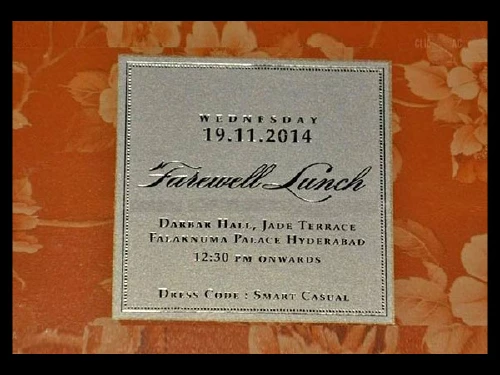 WEDNESDAY
19.11.2014
Farewell Lunch
DARBAR HALL, JADE TERRACE
FALAKNUMA PALACE HYDERABAD
12:30 PM ONWARDS
DRESS CODE : SMART CASUAL